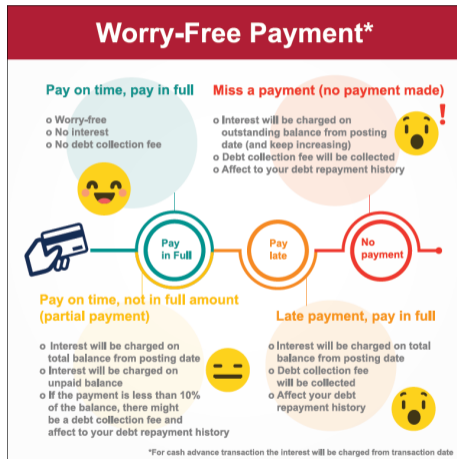 Worry-Free Payment*
Pay on time, pay in full
o Worry-free
o No interest
o No debt collection fee
Miss a payment (no payment made)
o Interest will be charged on
outstanding balance from posting
date (and keep increasing)
o Debt collection fee will be collected
o Affect to your debt repayment history
!
Pay
in Full
Pay
late
No
payment
Pay on time, not in full amount
(partial payment)
o Interest will be charged on
total balance from posting date
o Interest will be charged on
unpaid balance
o If the payment is less than 10%
of the balance, there might
be a debt collection fee and
affect to your debt repayment history
Late payment, pay in full
o Interest will be charged on total
balance from posting date
o Debt collection fee
will be collected
o Affect your debt
repayment history
*For cash advance transaction the interest will be charged from transaction date